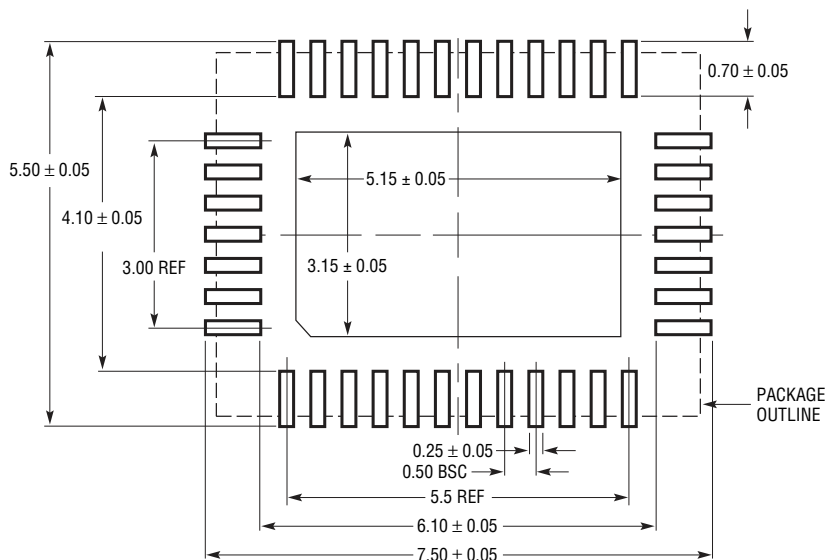 0.70 ± 0.05
5.50 ± 0.05
5.15 ± 0.05
4.10 ± 0.05
3.00 REF
3.15 ± 0.05
PACKAGE
OUTLINE
0.25 ± 0.05
0.50 BSC
5.5 REF
6.10 ± 0.05
7.50 ± 0.05